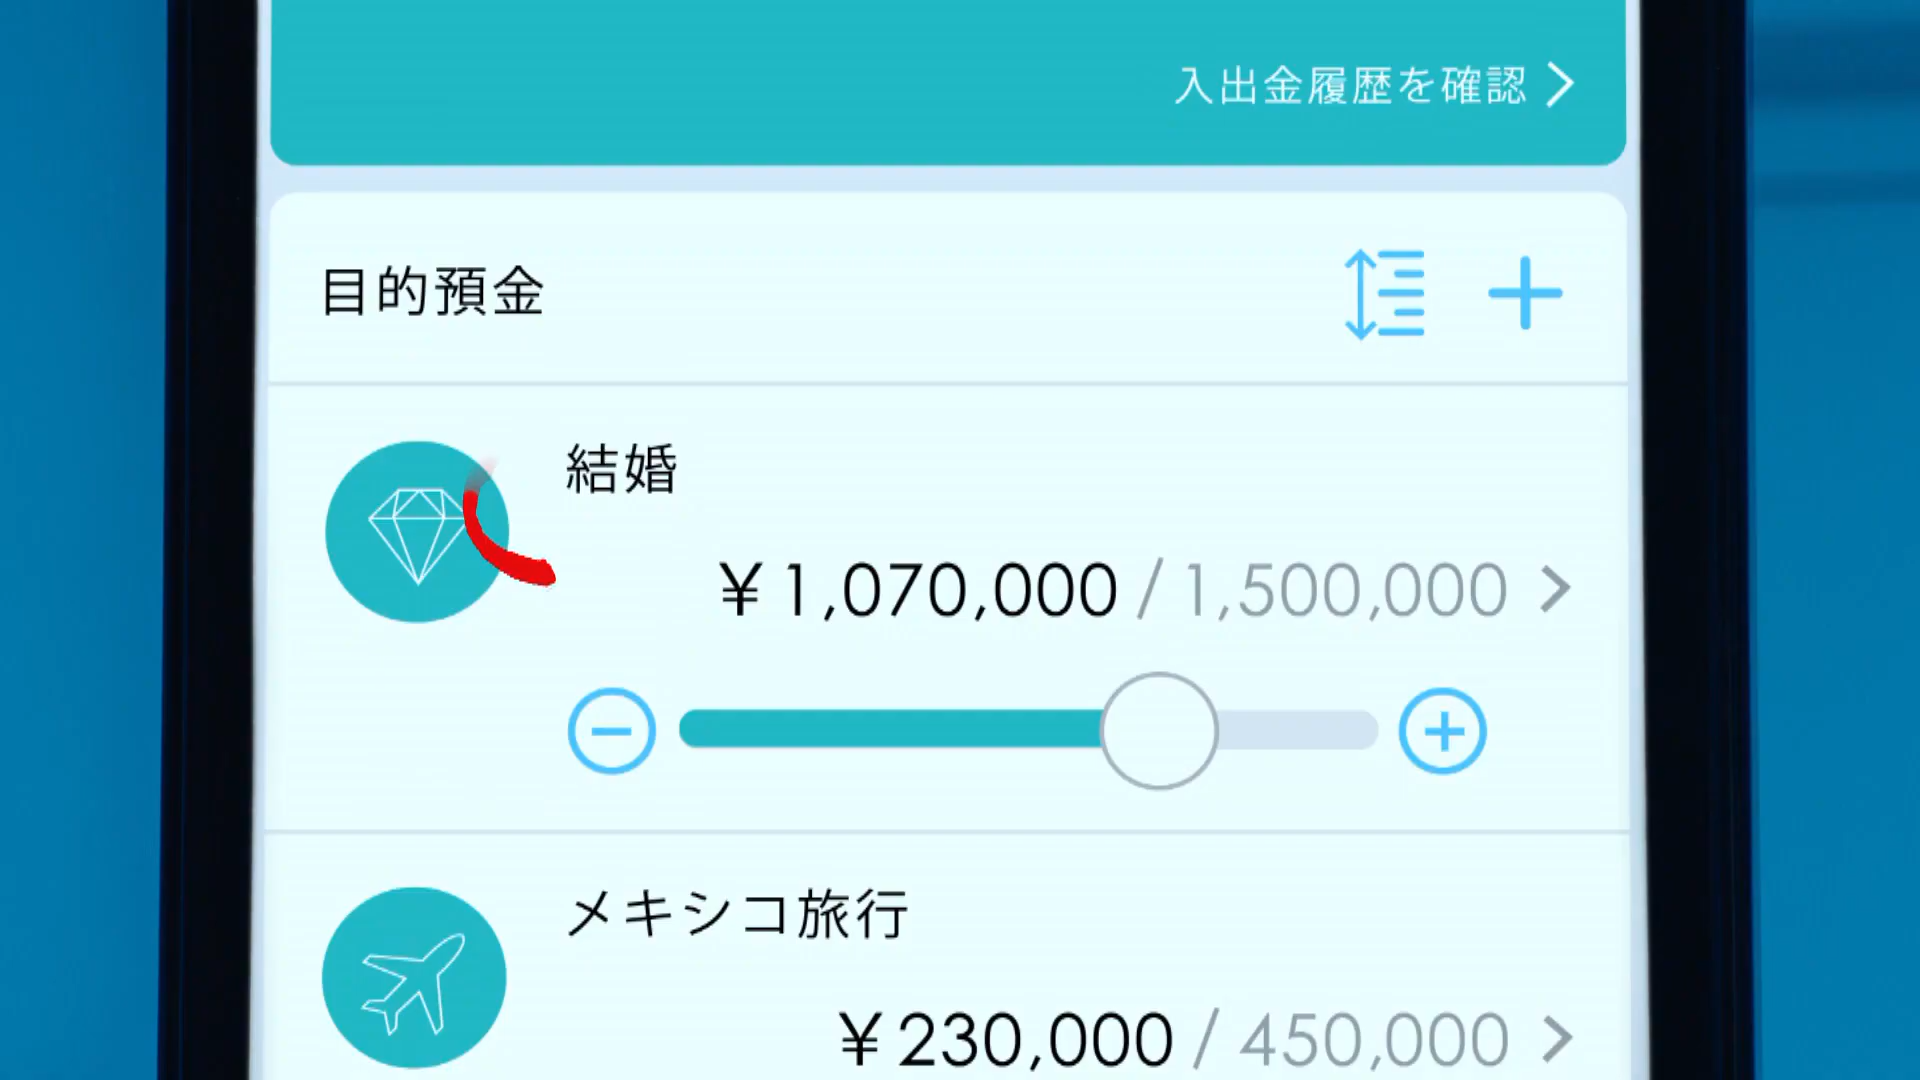 入出金履歴を確認
目的預金
結婚
¥1,070,000 / 1,500,000
メキシコ旅行
¥230,000 / 450,000